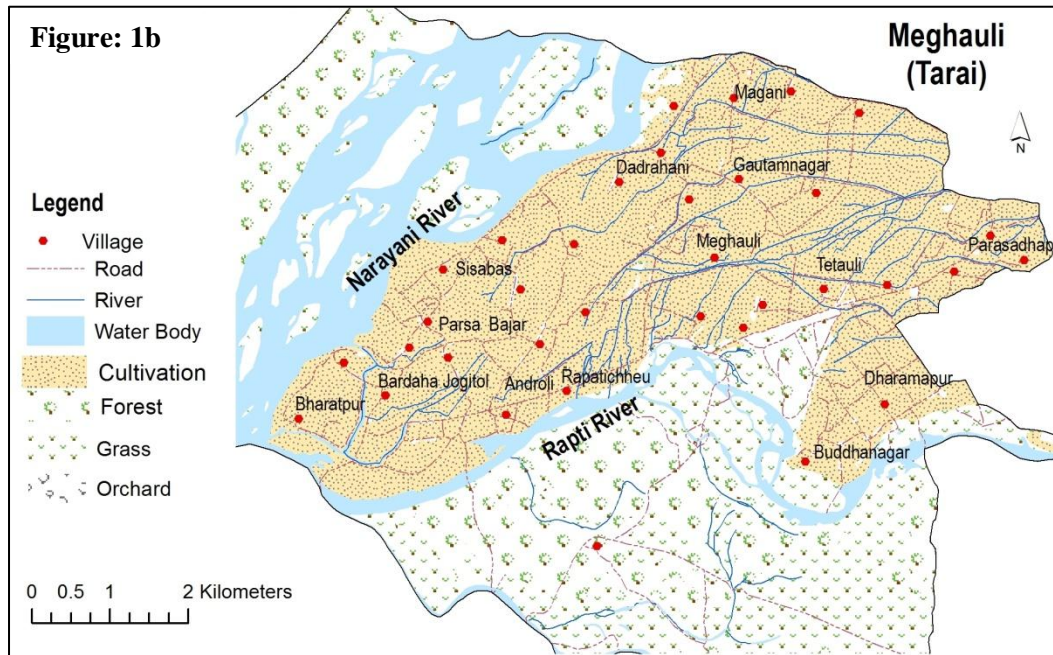 Figure: 1b
Meghauli
(Tarai)
N
Legend
Village
Road
River
Water Body
Cultivation
Forest
Grass
Orchard
0 0.5 1 2 Kilometers
Magani
Dadrahani
Gautamnagar
Narayani River
Meghauli
Parasadhap
Sisabas
Tetauli
Parsa Bajar
Bardaha Jogitol
Androli
Rapatichheu
Dharamapur
Bharatpur
Rapti River
Buddhanagar